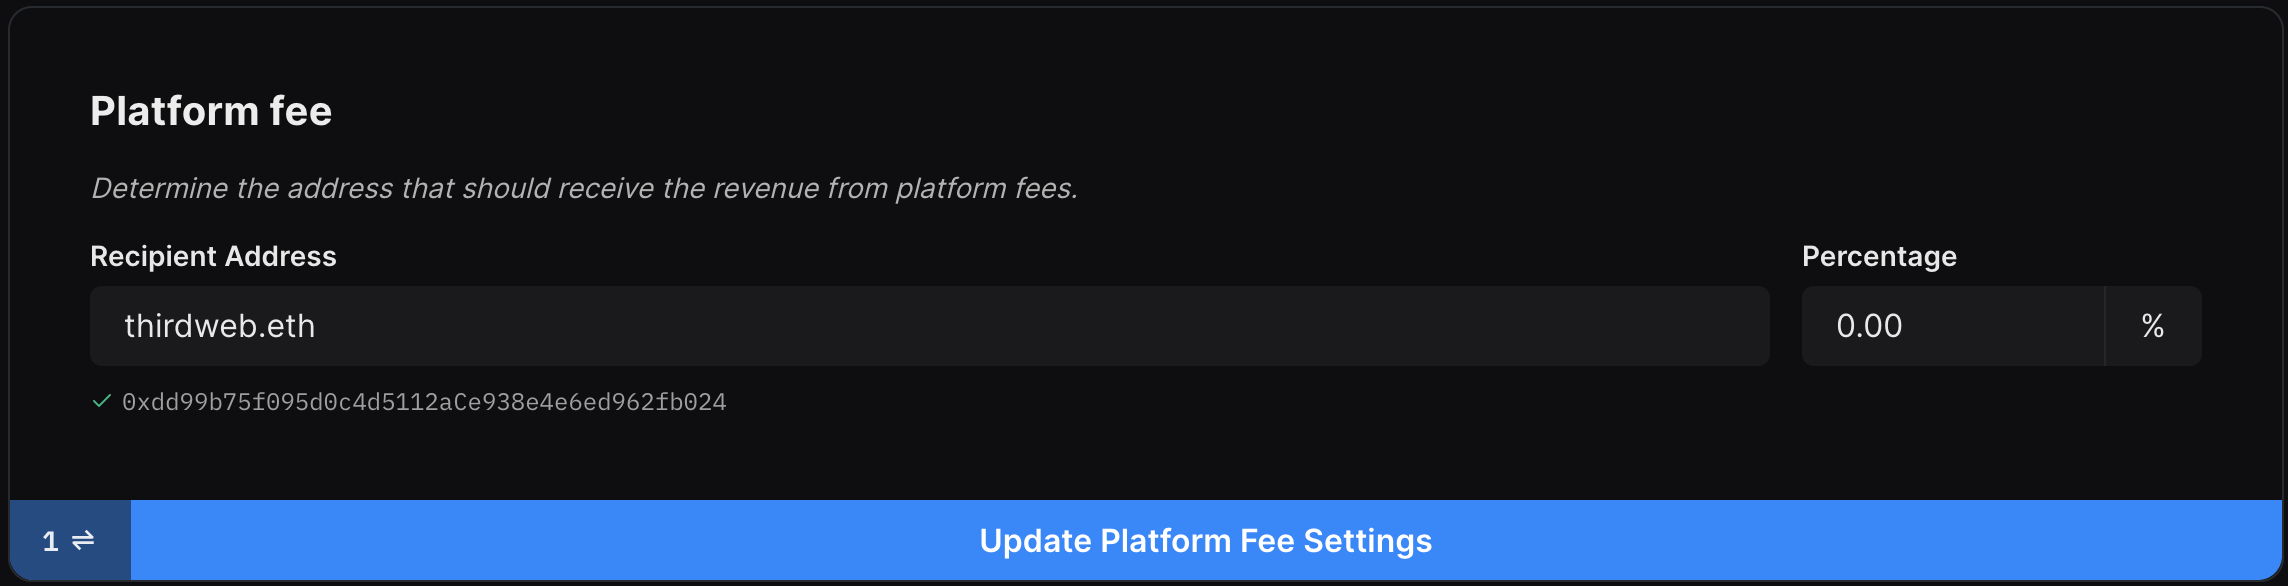 Platform fee
Determine the address that should receive the revenue from platform fees.
Recipient Address
Percentage
thirdweb.eth
0.00
%
0xdd99b75f095d0c4d5112aCe938e4e6ed962fb024
1 ⇌
Update Platform Fee Settings